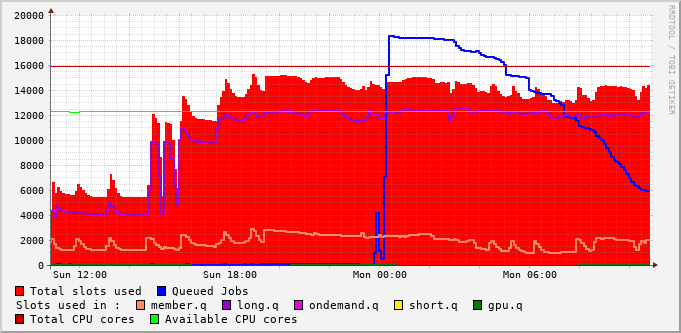 20000
18000
16000
14000
12000
10000
8000
6000
4000
2000
0
Sun 12:00 Sun 18:00 Mon 00:00 Mon 06:00
RRDTOOL / TOBI OETIKER
Total slots used Queued Jobs
Slots used in : member.q long.q ondemand.q short.q gpu.q
Total CPU cores Available CPU cores